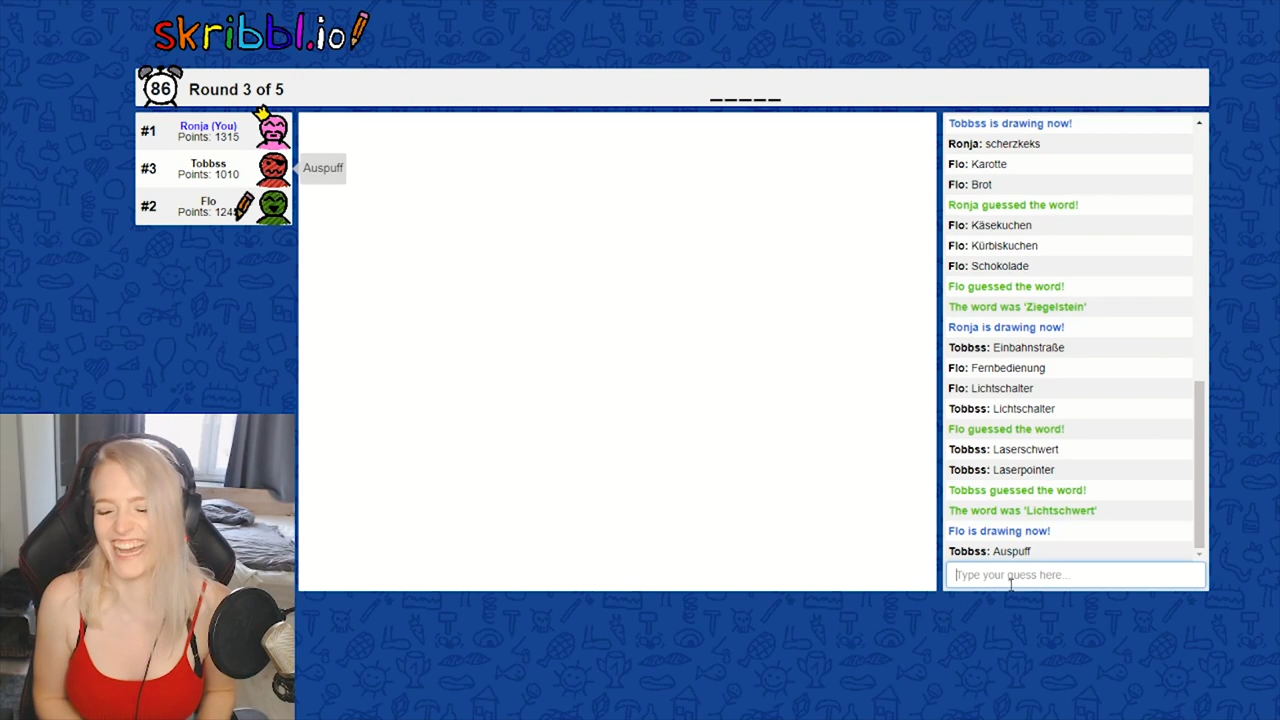 skribbl.io
86
Round 3 of 5
_____
#1
Ronja (You)
Points: 1315
#3
Tobbss
Points: 1010
Auspuff
#2
Flo
Points: 124
Tobbss is drawing now!
Ronja: scherzkeks
Flo: Karotte
Flo: Brot
Ronja guessed the word!
Flo: Käsekuchen
Flo: Kürbiskuchen
Flo: Schokolade
Flo guessed the word!
The word was 'Ziegelstein'
Ronja is drawing now!
Tobbss: Einbahnstraße
Flo: Fernbedienung
Flo: Lichtschalter
Tobbss: Lichtschalter
Flo guessed the word!
Tobbss: Laserschwert
Tobbss: Laserpointer
Tobbss guessed the word!
The word was 'Lichtschwert'
Flo is drawing now!
Tobbss: Auspuff
Type your guess here...